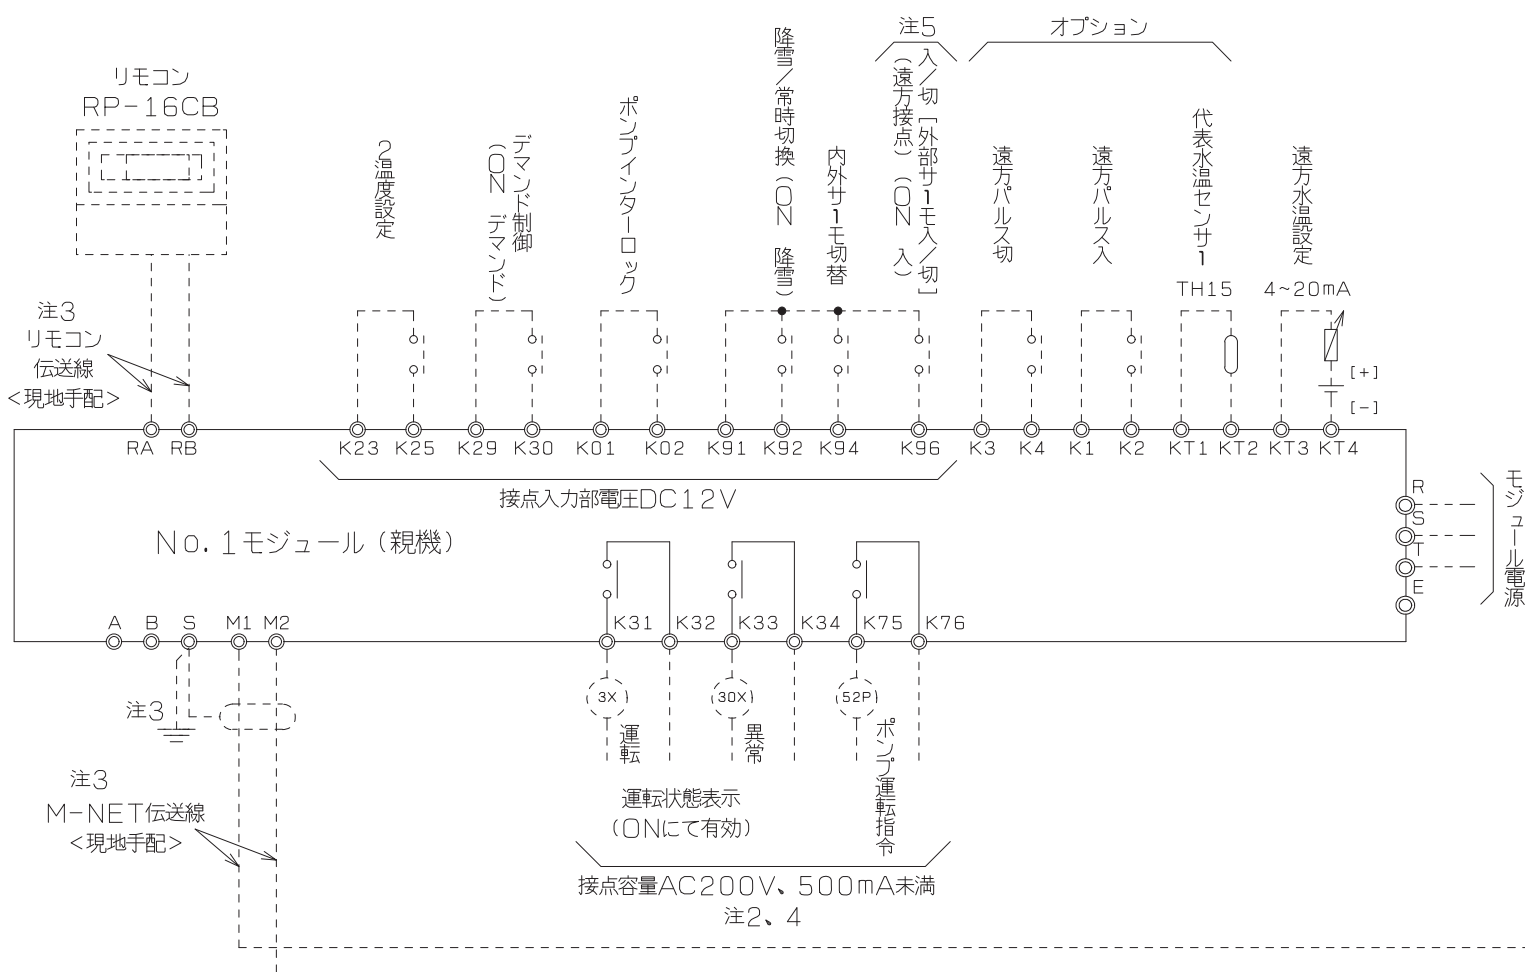 注5
オプション
リモコン
RP-16CB
2温度設定
デマンド制御
(ON デマンド)
ポンプインターロック
降雪/常時切換(ON 降雪)
内外サーモ切替
入/切[外部サーモ入/切]
(遠方接点)(ON 入)
遠方パルス切
遠方パルス入
代表水温センサー
遠方水温設定
TH15
4~20mA
[+]
[-]
注3
リモコン
伝送線
<現地手配>
RA RB K23 K25 K29 K30 K01 K02 K91 K92 K94 K96 K3 K4 K1 K2 KT1 KT2 KT3 KT4
接点入力部電圧DC12V
No.1モジュール(親機)
R
S
T
E
モジュール電源
A B S M1 M2
K31 K32 K33 K34 K75 K76
3X 30X 52P
注3
運転
異常
ポンプ運転指令
注3
M-NET伝送線
<現地手配>
運転状態表示
(ONにて有効)
接点容量AC200V、500mA未満
注2、4